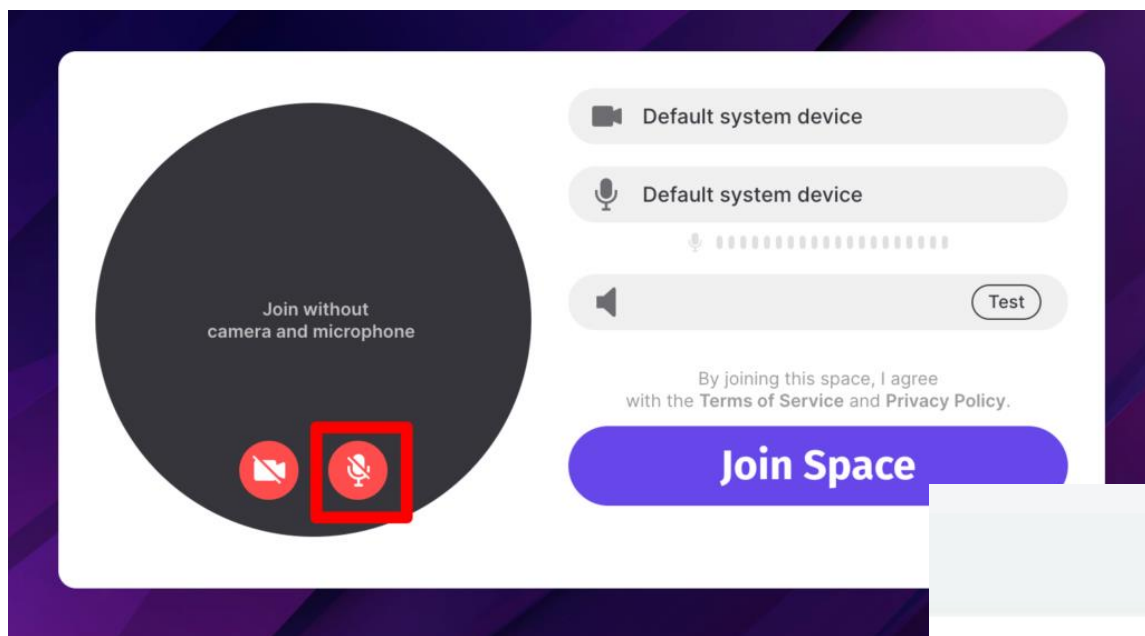 Join without
camera and microphone
Default system device
Default system device
Test
By joining this space, I agree
with the Terms of Service and Privacy Policy.
Join Space